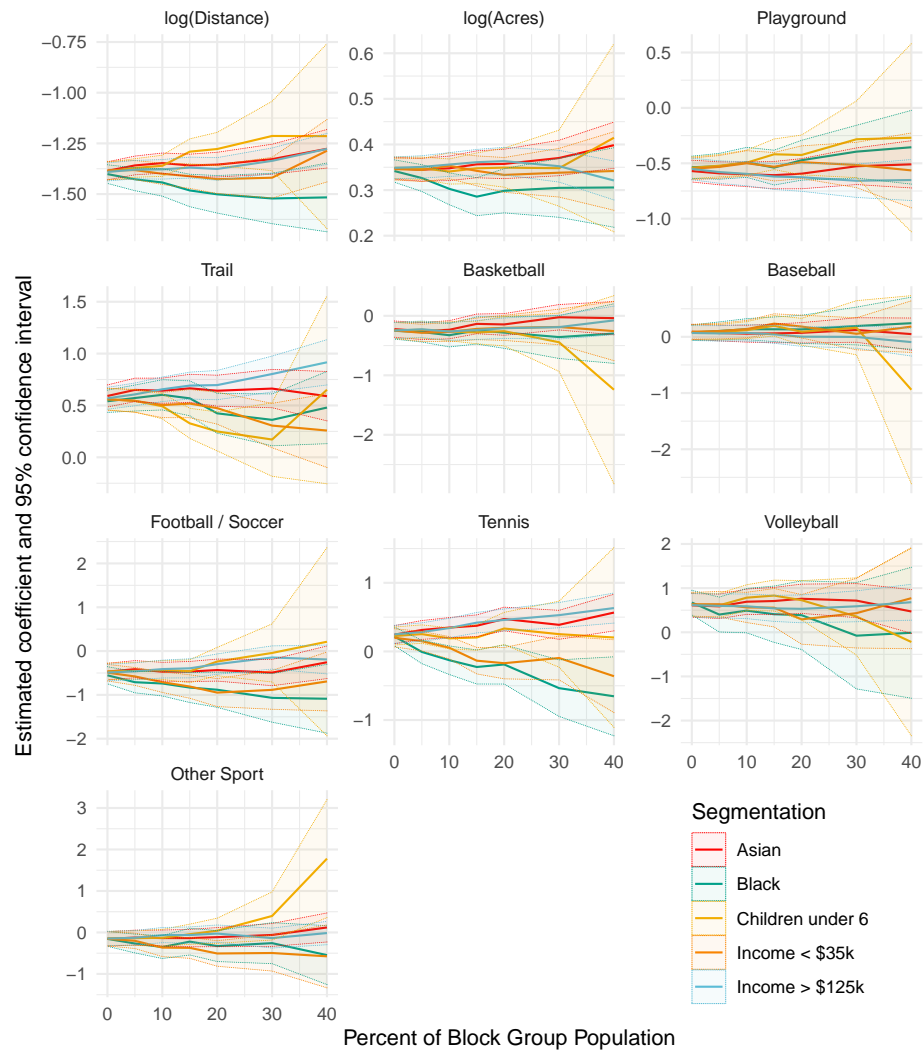 log(Distance) log(Acres) Playground
−0.75
−1.00
−1.25
−1.50
0.6
0.5
0.4
0.3
0.2
0.5
0.0
−0.5
−1.0
Trail Basketball Baseball
1.5
1.0
0.5
0.0
0
−1
−2
0
−1
−2
Football / Soccer Tennis Volleyball
2
1
0
−1
−2
1
0
−1
2
1
0
−1
−2
0 10 20 30 40 0 10 20 30 40
Other Sport
3
2
1
0
−1
0 10 20 30 40
Estimated coefficient and 95% confidence interval
Percent of Block Group Population
Segmentation
Asian
Black
Children under 6
Income < $35k
Income > $125k